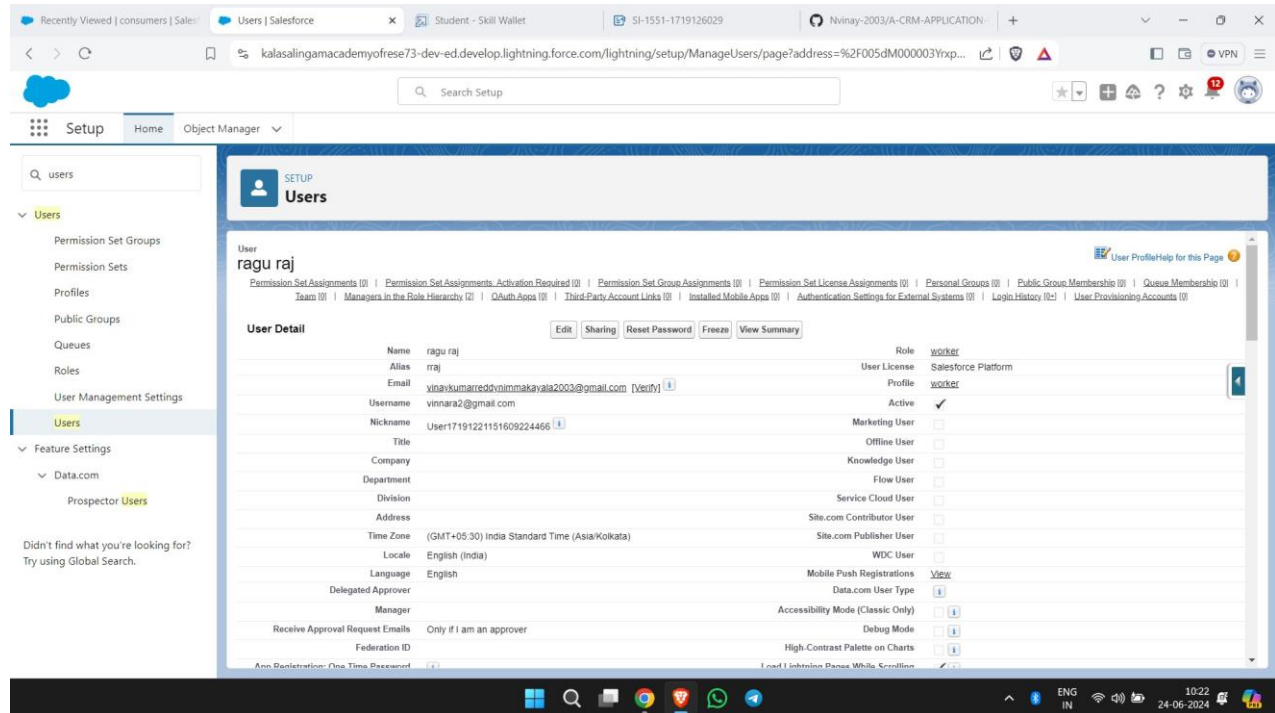 Recently Viewed | consumers | Sales
Users | Salesforce
Student - Skill Wallet
SI-1551-1719126029
Nvinay-2003/A-CRM-APPLICATION-
kalasalingamacademyofrese73-dev-ed.develop.lightning.force.com/lightning/setup/ManageUsers/page?address=%2F005dM000003Yrxp...
VPN
Search Setup
12
Setup
Home
Object Manager
users
Users
Permission Set Groups
Permission Sets
Profiles
Public Groups
Queues
Roles
User Management Settings
Users
Feature Settings
Data.com
Prospector Users
Didn't find what you're looking for?
Try using Global Search.
SETUP
Users
User
ragu raj
User Profile Help for this Page
Permission Set Assignments [0] | Permission Set Assignments: Activation Required [0] | Permission Set Group Assignments [0] | Permission Set License Assignments [0] | Personal Groups [0] | Public Group Membership [0] | Queue Membership [0] |
Team [0] | Managers in the Role Hierarchy [2] | OAuth Apps [0] | Third-Party Account Links [0] | Installed Mobile Apps [0] | Authentication Settings for External Systems [0] | Login History [0+] | User Provisioning Accounts [0]
User Detail
Edit Sharing Reset Password Freeze View Summary
Name ragu raj Role worker
Alias rraj User License Salesforce Platform
Email vinaykumarreddynimmakayala2003@gmail.com [Verify] Profile worker
Username vinnara2@gmail.com Active
Nickname User17191221151609224466 Marketing User
Title Offline User
Company Knowledge User
Department Flow User
Division Service Cloud User
Address Site.com Contributor User
Time Zone (GMT+05:30) India Standard Time (Asia/Kolkata) Site.com Publisher User
Locale English (India) WDC User
Language English Mobile Push Registrations View
Delegated Approver Data.com User Type
Manager Accessibility Mode (Classic Only)
Receive Approval Request Emails Only if I am an approver Debug Mode
Federation ID High-Contrast Palette on Charts
App Registration: One Time Password Load Lightning Pages While Scrolling
ENG
IN
10:22
24-06-2024